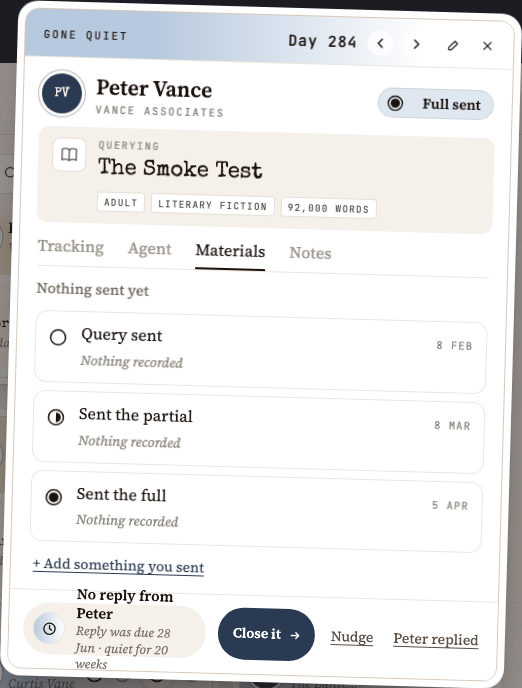 GONE QUIET
Day 284
PV
Peter Vance
VANCE ASSOCIATES
Full sent
QUERYING
The Smoke Test
ADULT
LITERARY FICTION
92,000 WORDS
Tracking
Agent
Materials
Notes
Nothing sent yet
Query sent
8 FEB
Nothing recorded
Sent the partial
8 MAR
Nothing recorded
Sent the full
5 APR
Nothing recorded
+ Add something you sent
No reply from
Peter
Reply was due 28
Jun · quiet for 20
weeks
Close it →
Nudge
Peter replied
Curtis Vane